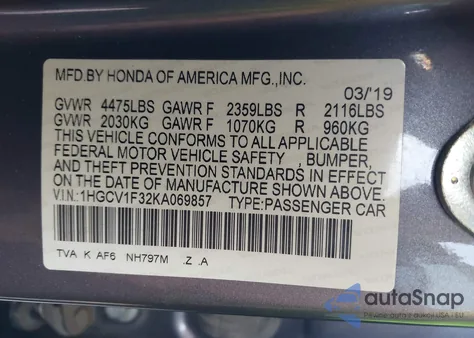 MFD.BY HONDA OF AMERICA MFG.,INC.
03/'19
GVWR 4475LBS GAWR F 2359LBS R 2116LBS
GVWR 2030KG GAWR F 1070KG R 960KG
THIS VEHICLE CONFORMS TO ALL APPLICABLE
FEDERAL MOTOR VEHICLE SAFETY , BUMPER,
AND THEFT PREVENTION STANDARDS IN EFFECT
ON THE DATE OF MANUFACTURE SHOWN ABOVE.
V.I.N.:1HGCV1F32KA069857 TYPE:PASSENGER CAR
TVA K AF6 NH797M .Z .A
autoSnap